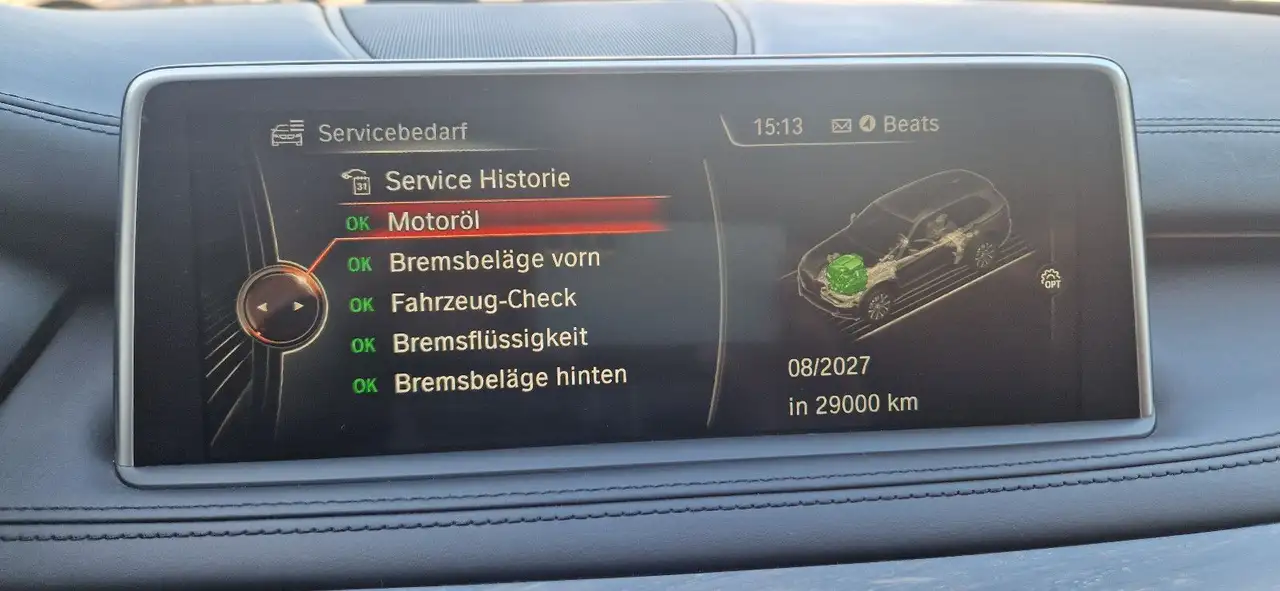 Servicebedarf
15:13 Beats
Service Historie
31
OK Motoröl
OK Bremsbeläge vorn
OK Fahrzeug-Check
OK Bremsflüssigkeit
OK Bremsbeläge hinten
OPT
08/2027
in 29000 km